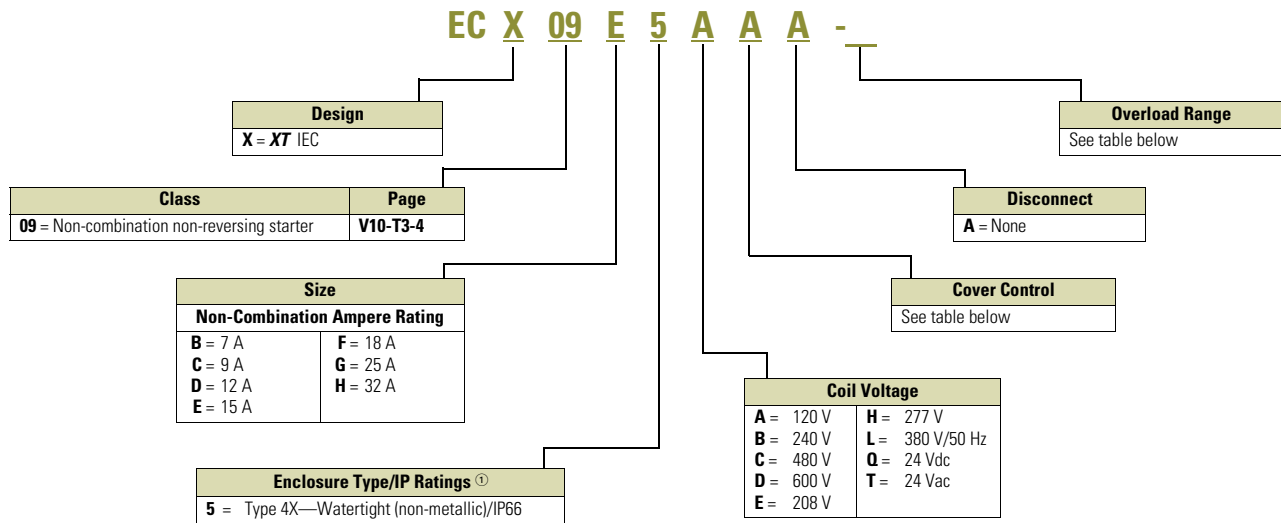 EC X 09 E 5 A A A -_
Design
X = XT IEC
Overload Range
See table below
Class Page
09 = Non-combination non-reversing starter V10-T3-4
Disconnect
A = None
Size
Non-Combination Ampere Rating
B = 7 A
C = 9 A
D = 12 A
E = 15 A
F = 18 A
G = 25 A
H = 32 A
Cover Control
See table below
Coil Voltage
A = 120 V
B = 240 V
C = 480 V
D = 600 V
E = 208 V
H = 277 V
L = 380 V/50 Hz
Q = 24 Vdc
T = 24 Vac
Enclosure Type/IP Ratings ①
5 = Type 4X—Watertight (non-metallic)/IP66